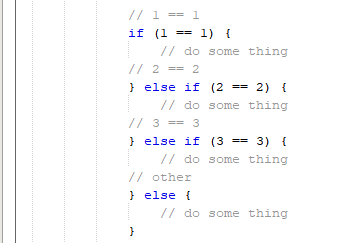 // 1 == 1
if (1 == 1) {
    // do some thing
// 2 == 2
} else if (2 == 2) {
    // do some thing
// 3 == 3
} else if (3 == 3) {
    // do some thing
// other
} else {
    // do some thing
}